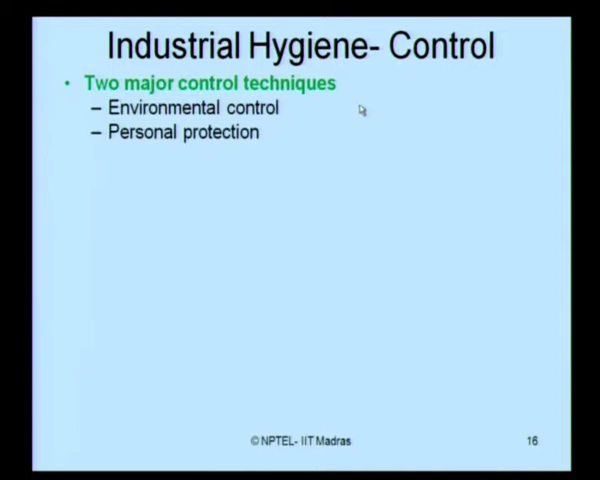 Industrial Hygiene- Control
• Two major control techniques
– Environmental control
– Personal protection
© NPTEL- IIT Madras 16